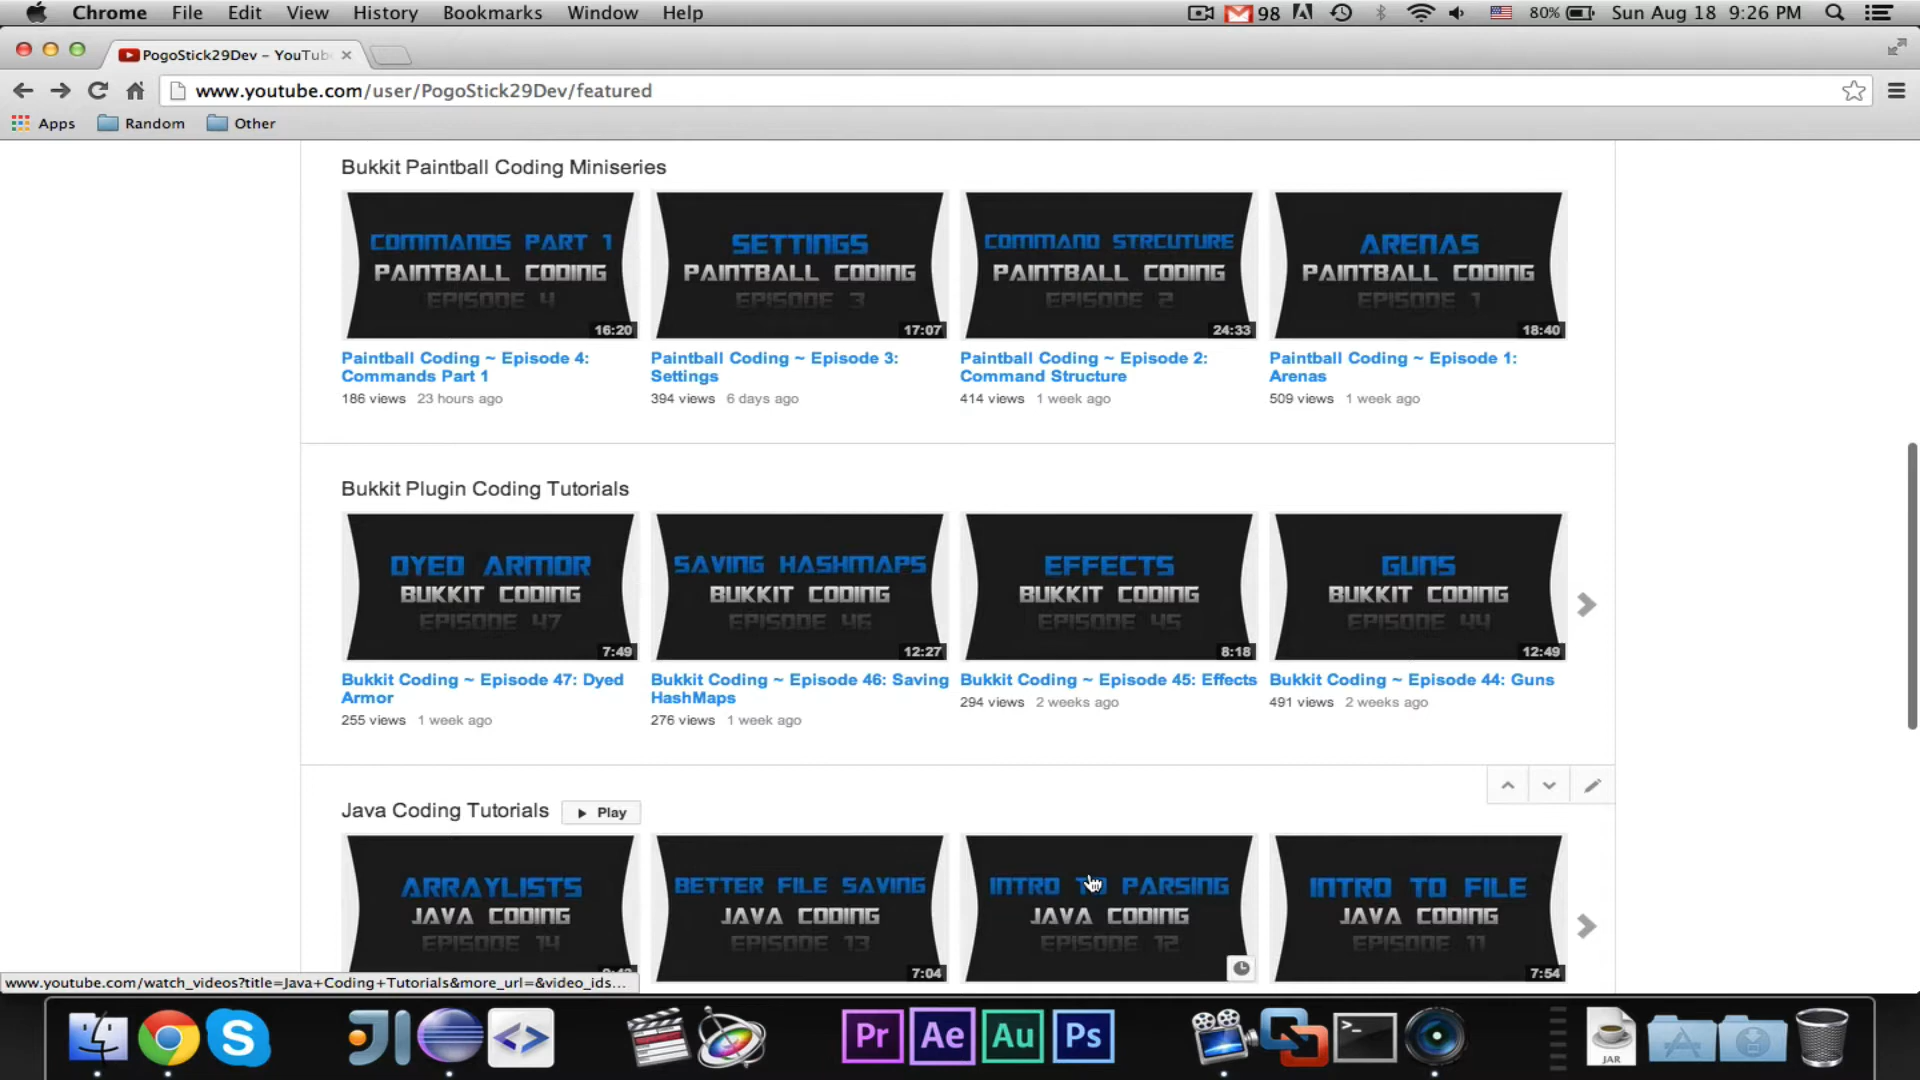 Chrome File Edit View History Bookmarks Window Help 98 80% Sun Aug 18 9:26 PM
PogoStick29Dev – YouTub
www.youtube.com/user/PogoStick29Dev/featured
Apps Random Other
Bukkit Paintball Coding Miniseries
COMMANDS PART 1
PAINTBALL CODING
EPISODE 4
16:20
SETTINGS
PAINTBALL CODING
EPISODE 3
17:07
COMMAND STRCUTURE
PAINTBALL CODING
EPISODE 2
24:33
ARENAS
PAINTBALL CODING
EPISODE 1
18:40
Paintball Coding ~ Episode 4:
Commands Part 1
186 views 23 hours ago
Paintball Coding ~ Episode 3:
Settings
394 views 6 days ago
Paintball Coding ~ Episode 2:
Command Structure
414 views 1 week ago
Paintball Coding ~ Episode 1:
Arenas
509 views 1 week ago
Bukkit Plugin Coding Tutorials
DYED ARMOR
BUKKIT CODING
EPISODE 47
7:49
SAVING HASHMAPS
BUKKIT CODING
EPISODE 46
12:27
EFFECTS
BUKKIT CODING
EPISODE 45
8:18
GUNS
BUKKIT CODING
EPISODE 44
12:49
Bukkit Coding ~ Episode 47: Dyed
Armor
255 views 1 week ago
Bukkit Coding ~ Episode 46: Saving
HashMaps
276 views 1 week ago
Bukkit Coding ~ Episode 45: Effects
294 views 2 weeks ago
Bukkit Coding ~ Episode 44: Guns
491 views 2 weeks ago
Java Coding Tutorials Play
ARRAYLISTS
JAVA CODING
EPISODE 14
BETTER FILE SAVING
JAVA CODING
EPISODE 13
7:04
INTRO TO PARSING
JAVA CODING
EPISODE 12
INTRO TO FILE
JAVA CODING
EPISODE 11
7:54
www.youtube.com/watch_videos?title=Java+Coding+Tutorials&more_url=&video_ids...
S JI Pr Ae Au Ps >_ JAR